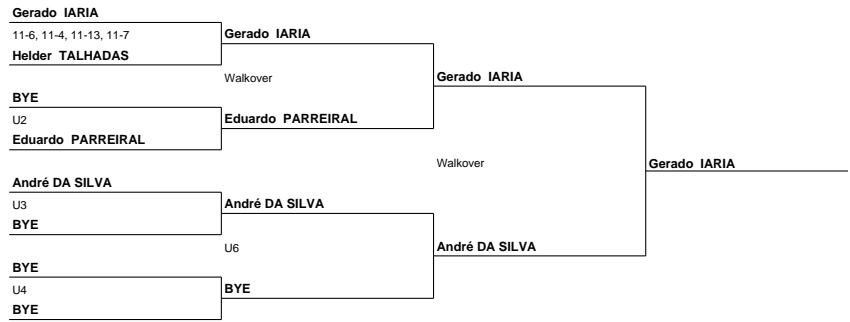 Gerado IARIA
11-6, 11-4, 11-13, 11-7
Gerado IARIA
Helder TALHADAS
Walkover
Gerado IARIA
BYE
U2
Eduardo PARREIRAL
Eduardo PARREIRAL
Walkover
Gerado IARIA
André DA SILVA
U3
André DA SILVA
BYE
U6
André DA SILVA
BYE
U4
BYE
BYE